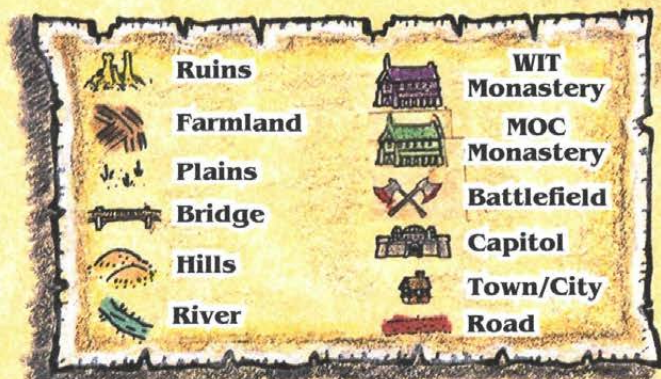 Ruins
Farmland
Plains
Bridge
Hills
River
WIT
Monastery
MOC
Monastery
Battlefield
Capitol
Town/City
Road